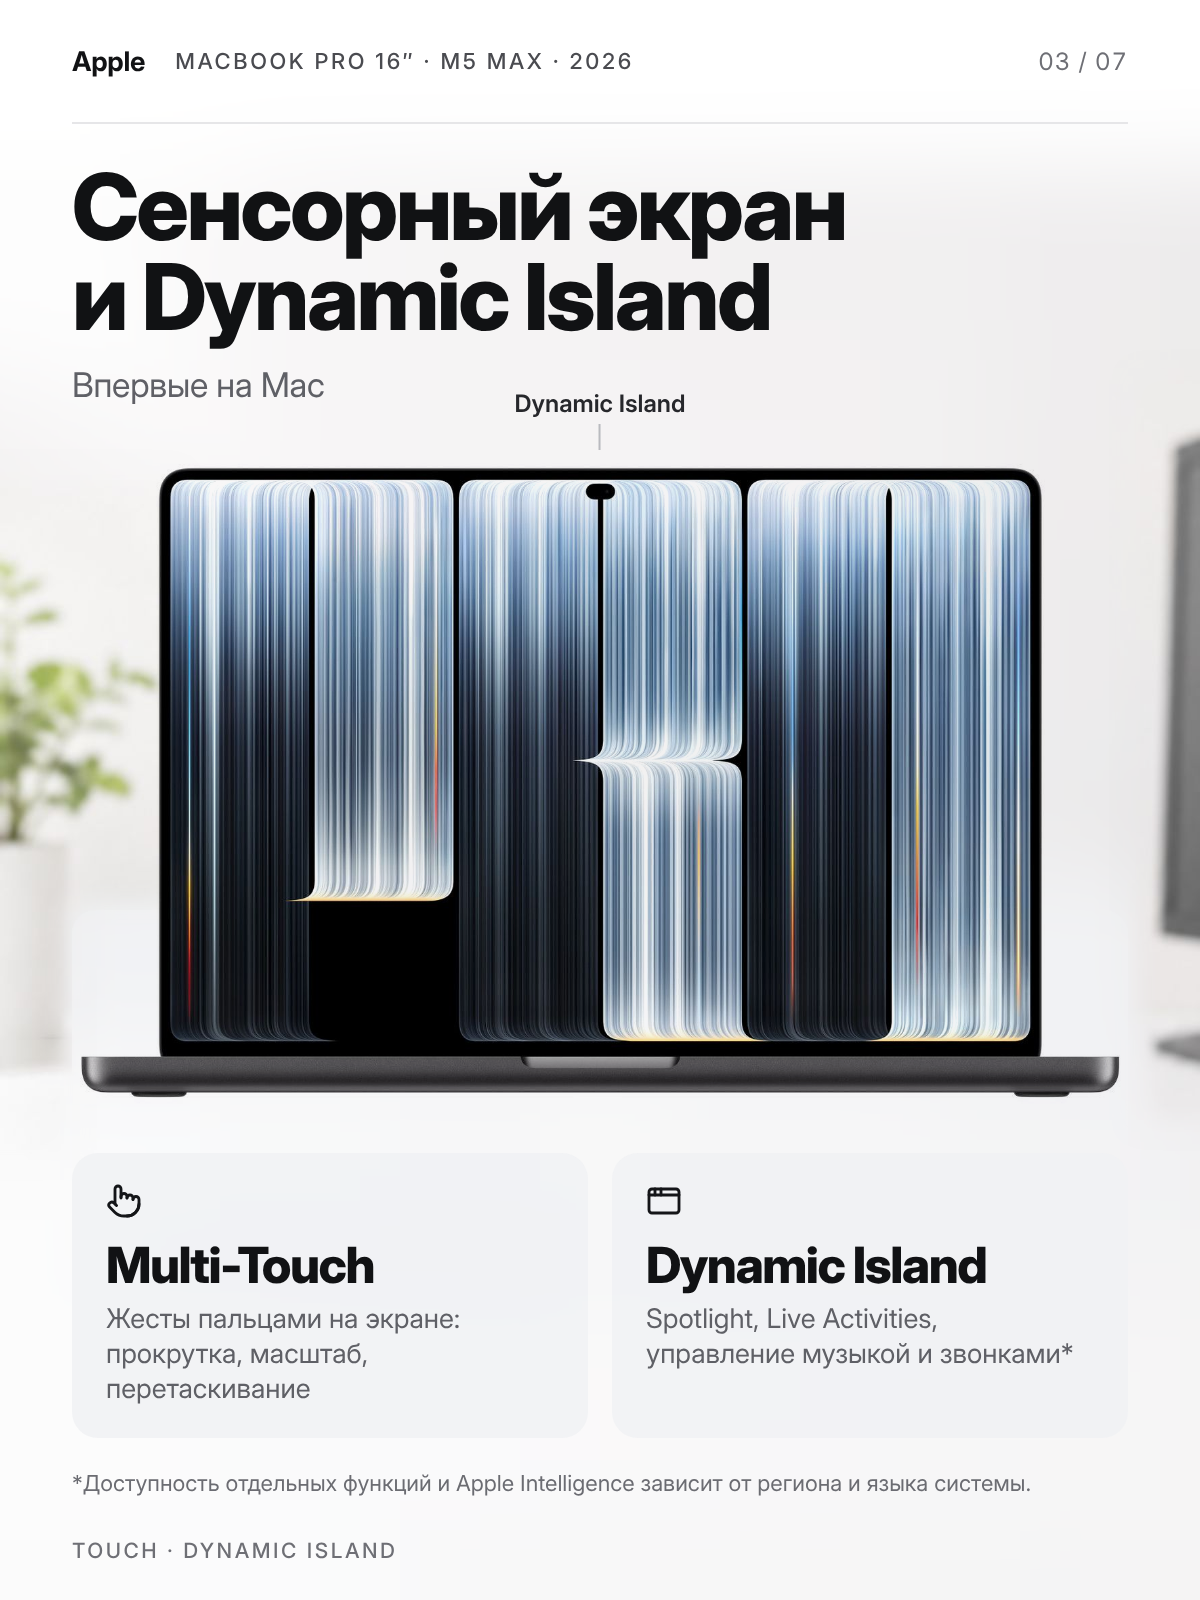 Apple MACBOOK PRO 16″ · M5 MAX · 2026 03 / 07
Сенсорный экран
и Dynamic Island
Впервые на Mac
Dynamic Island
Multi-Touch
Жесты пальцами на экране:
прокрутка, масштаб,
перетаскивание
Dynamic Island
Spotlight, Live Activities,
управление музыкой и звонками*
*Доступность отдельных функций и Apple Intelligence зависит от региона и языка системы.
TOUCH · DYNAMIC ISLAND